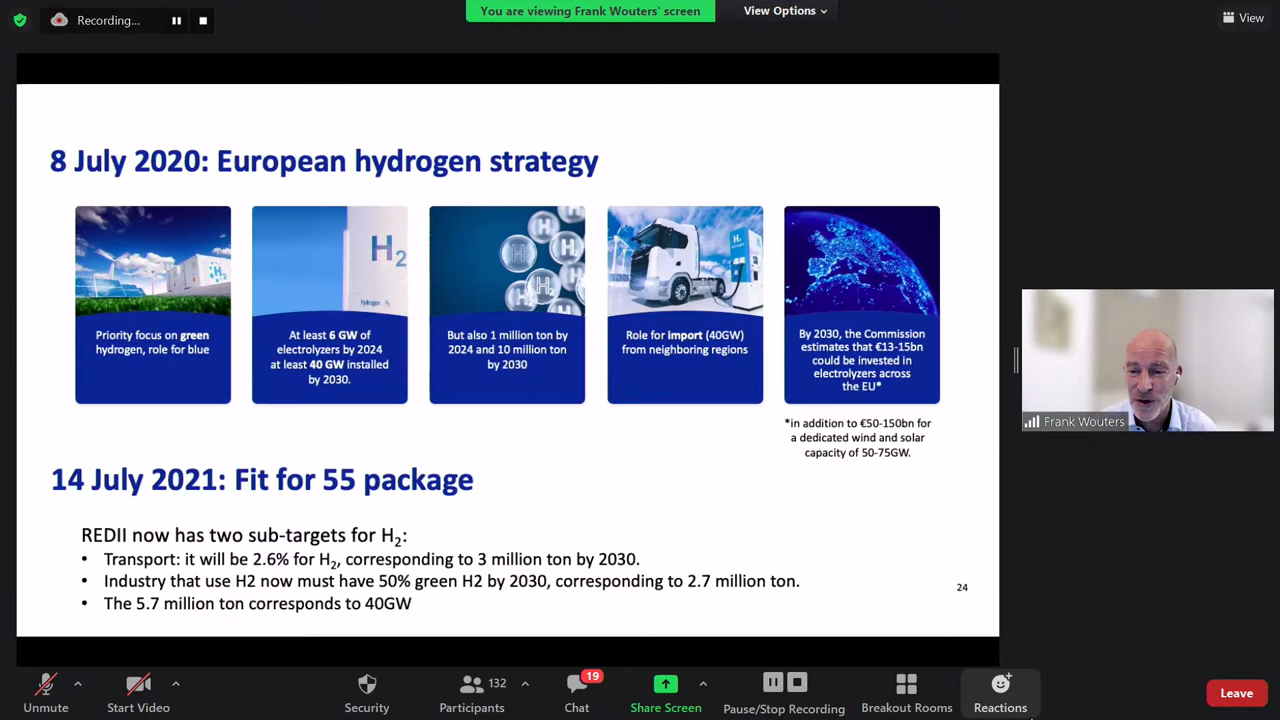 Recording...
You are viewing Frank Wouters' screen
View Options
View
8 July 2020: European hydrogen strategy
H₂
H₂
Hydrogen H₂
H
H
H
H
H
Hydrogen
H₂
Priority focus on green
hydrogen, role for blue
At least 6 GW of
electrolyzers by 2024
at least 40 GW installed
by 2030.
But also 1 million ton by
2024 and 10 million ton
by 2030
Role for import (40GW)
from neighboring regions
By 2030, the Commission
estimates that €13-15bn
could be invested in
electrolyzers across
the EU*
*in addition to €50-150bn for
a dedicated wind and solar
capacity of 50-75GW.
Frank Wouters
14 July 2021: Fit for 55 package
REDII now has two sub-targets for H₂:
• Transport: it will be 2.6% for H₂, corresponding to 3 million ton by 2030.
• Industry that use H2 now must have 50% green H2 by 2030, corresponding to 2.7 million ton.
• The 5.7 million ton corresponds to 40GW
24
Unmute
Start Video
Security
132
Participants
19
Chat
Share Screen
Pause/Stop Recording
Breakout Rooms
Reactions
Leave